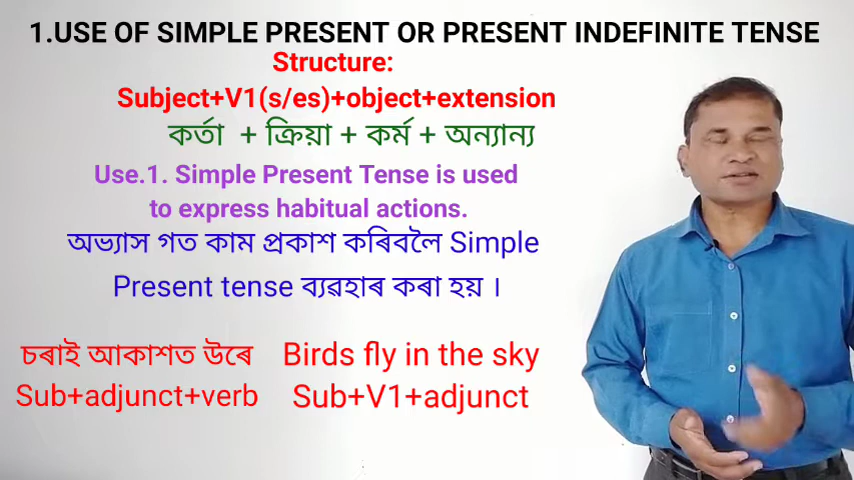 1.USE OF SIMPLE PRESENT OR PRESENT INDEFINITE TENSE
Structure:
Subject+V1(s/es)+object+extension
কৰ্তা + ক্ৰিয়া + কৰ্ম + অন্যান্য
Use.1. Simple Present Tense is used
to express habitual actions.
অভ্যাস গত কাম প্ৰকাশ কৰিবলৈ Simple
Present tense ব্যৱহাৰ কৰা হয় ।
চৰাই আকাশত উৰে Birds fly in the sky
Sub+adjunct+verb Sub+V1+adjunct